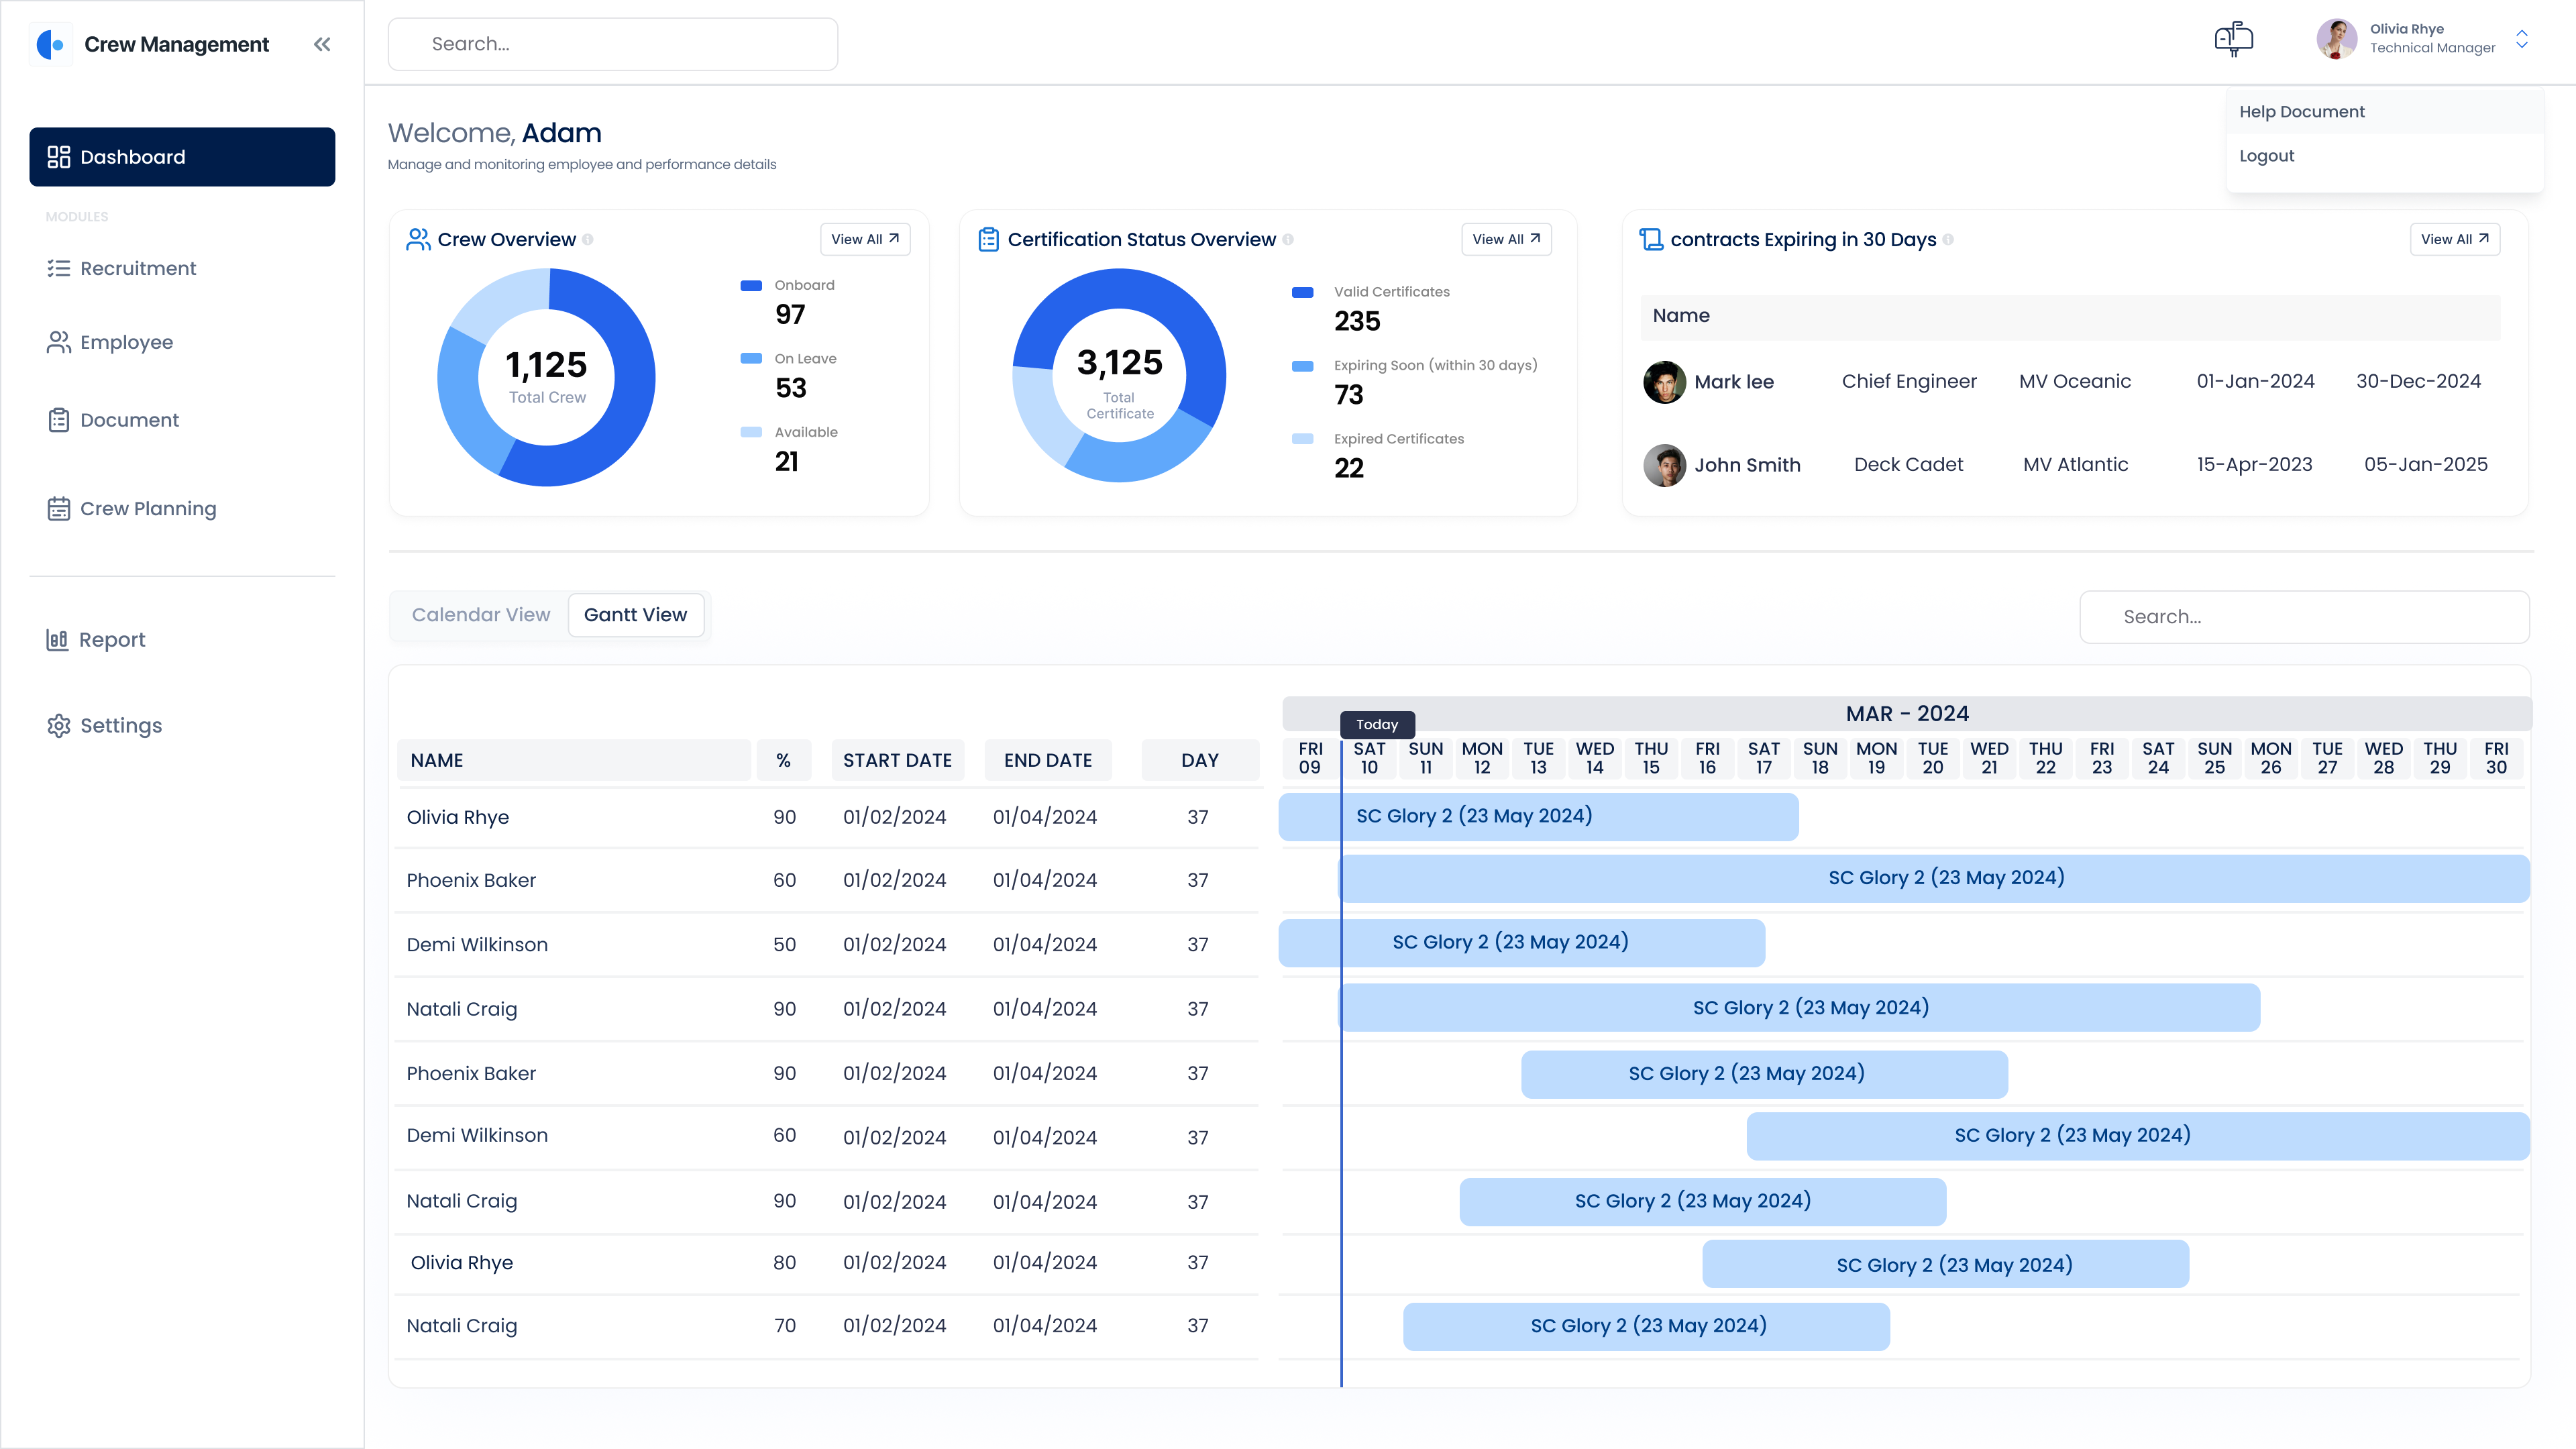 Crew Management
Search...
Olivia Rhye
Technical Manager
Help Document
Logout
Dashboard
MODULES
Recruitment
Employee
Document
Crew Planning
Report
Settings
Welcome, Adam
Manage and monitoring employee and performance details
Crew Overview
View All
1,125
Total Crew
Onboard
97
On Leave
53
Available
21
Certification Status Overview
View All
3,125
Total
Certificate
Valid Certificates
235
Expiring Soon (within 30 days)
73
Expired Certificates
22
contracts Expiring in 30 Days
View All
Name
Mark lee Chief Engineer MV Oceanic 01-Jan-2024 30-Dec-2024
John Smith Deck Cadet MV Atlantic 15-Apr-2023 05-Jan-2025
Calendar View Gantt View
Search...
MAR - 2024
Today
NAME % START DATE END DATE DAY
FRI SAT SUN MON TUE WED THU FRI SAT SUN MON TUE WED THU FRI SAT SUN MON TUE WED THU FRI
09 10 11 12 13 14 15 16 17 18 19 20 21 22 23 24 25 26 27 28 29 30
Olivia Rhye 90 01/02/2024 01/04/2024 37 SC Glory 2 (23 May 2024)
Phoenix Baker 60 01/02/2024 01/04/2024 37 SC Glory 2 (23 May 2024)
Demi Wilkinson 50 01/02/2024 01/04/2024 37 SC Glory 2 (23 May 2024)
Natali Craig 90 01/02/2024 01/04/2024 37 SC Glory 2 (23 May 2024)
Phoenix Baker 90 01/02/2024 01/04/2024 37 SC Glory 2 (23 May 2024)
Demi Wilkinson 60 01/02/2024 01/04/2024 37 SC Glory 2 (23 May 2024)
Natali Craig 90 01/02/2024 01/04/2024 37 SC Glory 2 (23 May 2024)
Olivia Rhye 80 01/02/2024 01/04/2024 37 SC Glory 2 (23 May 2024)
Natali Craig 70 01/02/2024 01/04/2024 37 SC Glory 2 (23 May 2024)